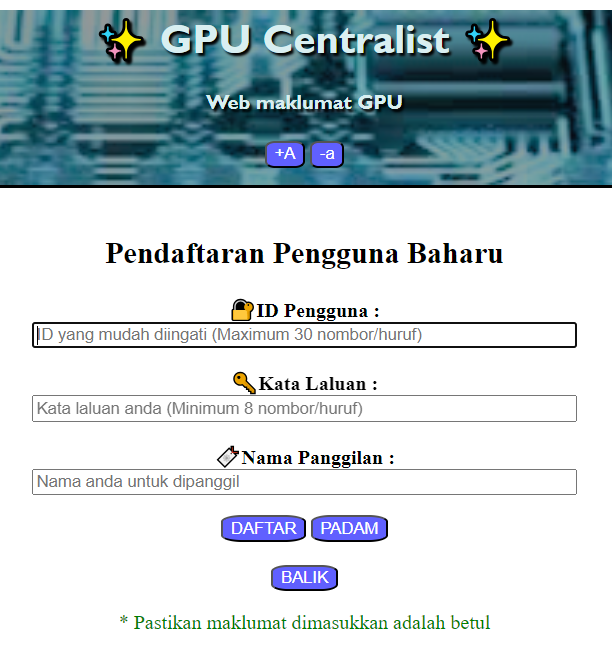 ✨ GPU Centralist ✨
Web maklumat GPU
+A -a
Pendaftaran Pengguna Baharu
🔐ID Pengguna :
ID yang mudah diingati (Maximum 30 nombor/huruf)
🔑Kata Laluan :
Kata laluan anda (Minimum 8 nombor/huruf)
Nama Panggilan :
Nama anda untuk dipanggil
DAFTAR PADAM
BALIK
* Pastikan maklumat dimasukkan adalah betul